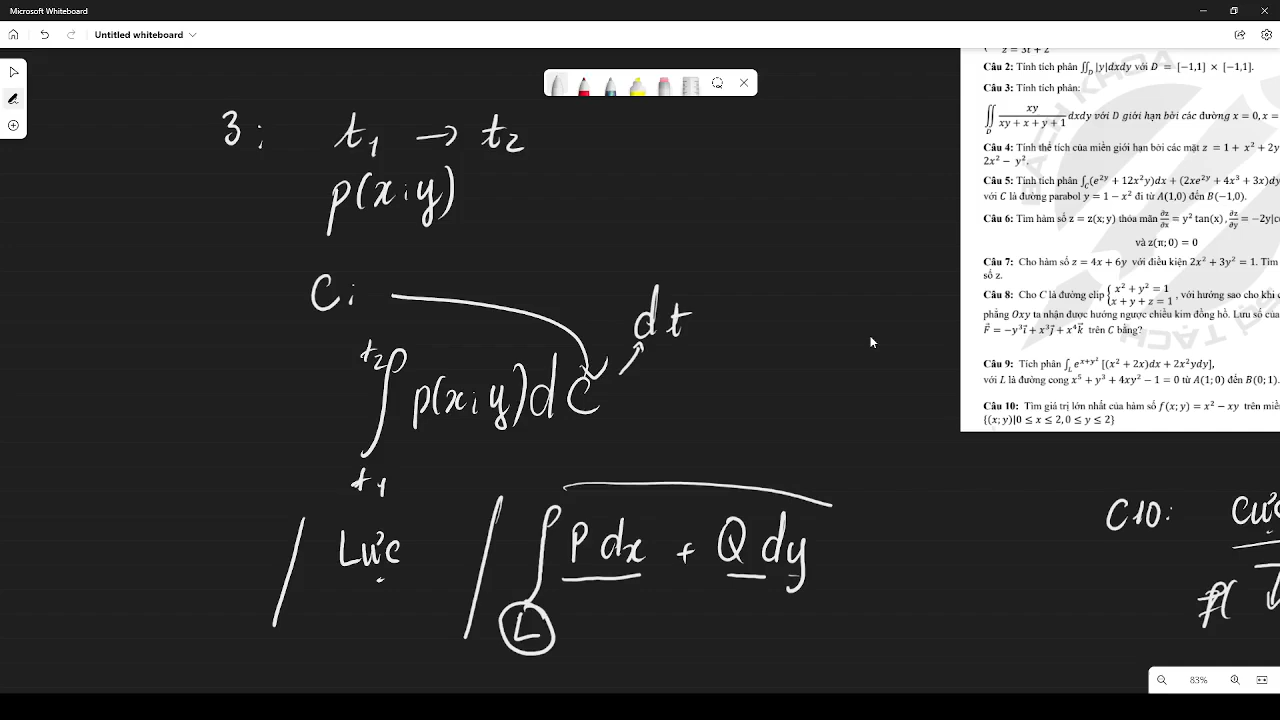 Microsoft Whiteboard
Untitled whiteboard
3:
t₁ → t₂
p(x;y)
C:
dt
t₂
∫ p(x;y)dC
t₁
Lực
∫ Pdx + Qdy
L
z = 3t + 2
Câu 2: Tính tích phân ∬_D |y|dxdy với D = [−1,1] × [−1,1].
Câu 3: Tính tích phân:
∬_D xy/(xy + x + y + 1) dxdy với D giới hạn bởi các đường x = 0, x =
Câu 4: Tính thể tích của miền giới hạn bởi các mặt z = 1 + x² + 2y
2x² − y².
Câu 5: Tính tích phân ∫_C(e^{2y} + 12x²y)dx + (2xe^{2y} + 4x³ + 3x)dy
với C là đường parabol y = 1 − x² đi từ A(1,0) đến B(−1,0).
Câu 6: Tìm hàm số z = z(x; y) thỏa mãn ∂z/∂x = y² tan(x), ∂z/∂y = −2y|c
và z(π; 0) = 0
Câu 7: Cho hàm số z = 4x + 6y với điều kiện 2x² + 3y² = 1. Tìm
số z.
Câu 8: Cho C là đường elip { x² + y² = 1
x + y + z = 1 , với hướng sao cho khi
phẳng Oxy ta nhận được hướng ngược chiều kim đồng hồ. Lưu số
F⃗ = −y³i⃗ + x³j⃗ + x⁴k⃗ trên C bằng?
Câu 9: Tích phân ∫_L e^{x+y²} [(x² + 2x)dx + 2x²ydy],
với L là đường cong x⁵ + y³ + 4xy² − 1 = 0 từ A(1; 0) đến B(0; 1).
Câu 10: Tìm giá trị lớn nhất của hàm số f(x; y) = x² − xy trên
{(x; y)|0 ≤ x ≤ 2, 0 ≤ y ≤ 2}
C10:
83%